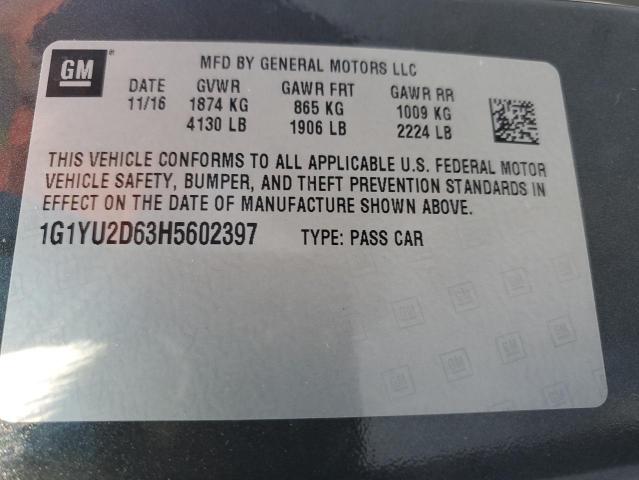 GM® MFD BY GENERAL MOTORS LLC
DATE GVWR GAWR FRT GAWR RR
11/16 1874 KG 865 KG 1009 KG
4130 LB 1906 LB 2224 LB
THIS VEHICLE CONFORMS TO ALL APPLICABLE U.S. FEDERAL MOTOR
VEHICLE SAFETY, BUMPER, AND THEFT PREVENTION STANDARDS IN
EFFECT ON THE DATE OF MANUFACTURE SHOWN ABOVE.
1G1YU2D63H5602397 TYPE: PASS CAR